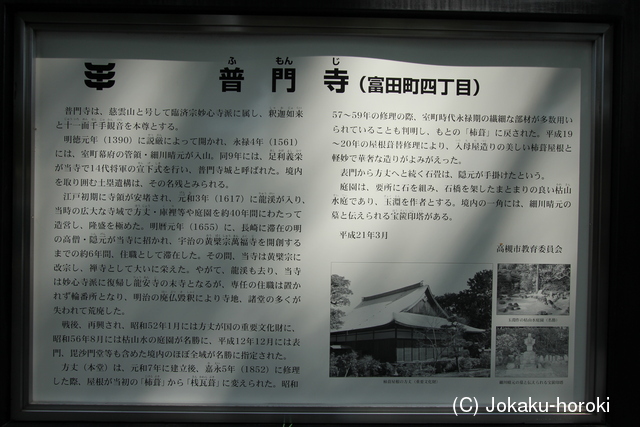 ふ もん じ
普門寺(富田町四丁目)
普門寺は、慈雲山と号して臨済宗妙心寺派に属し、釈迦如来
と十一面千手観音を本尊とする。
明徳元年(1390)に説厳によって開かれ、永禄4年(1561)
には、室町幕府の管領・細川晴元が入山。同9年には、足利義栄
が当寺で14代将軍の宣下式を行い、普門寺城と呼ばれた。境内
を取り囲む土塁遺構は、その名残とみられる。
江戸初期に寺領が安堵され、元和3年(1617)に龍渓が入り、
当時の広大な寺域で方丈・庫裡等や庭園を約40年間にわたって
造営し、隆盛を極めた。明暦元年(1655)に、長崎に滞在の明
の高僧・隠元が当寺に招かれ、宇治の黄檗宗萬福寺を開創する
までの約6年間、住職として滞在した。その間、当寺は黄檗宗に
改宗し、禅寺として大いに栄えた。やがて、龍渓も去り、当寺
は妙心寺派に復帰し龍安寺の末寺となるが、専任の住職は置か
れず輪番所となり、明治の廃仏毀釈により寺地、諸堂の多くが
失われて荒廃した。
戦後、再興され、昭和52年1月には方丈が国の重要文化財に、
昭和56年8月には枯山水の庭園が名勝に、平成12年12月には表
門、毘沙門堂等も含めた境内のほぼ全域が名勝に指定された。
方丈(本堂)は、元和7年に建立後、嘉永5年(1852)に修理
した際、屋根が当初の「杮葺」から「桟瓦葺」に変えられた。昭和
57~59年の修理の際、室町時代永禄期の繊細な部材が多数用い
られていることも判明し、もとの「杮葺」に戻された。平成19
~20年の屋根葺替修理により、入母屋造りの美しい杮葺屋根と
軽妙で華奢な造りがよみがえった。
表門から方丈へと続く石畳は、隠元が手掛けたという。
庭園は、要所に石を組み、石橋を架したまとまりの良い枯山
水庭であり、玉淵を作者とする。境内の一角には、細川晴元の
墓と伝えられる宝篋印塔がある。
平成21年3月
高槻市教育委員会
(C) Jokaku-horoki